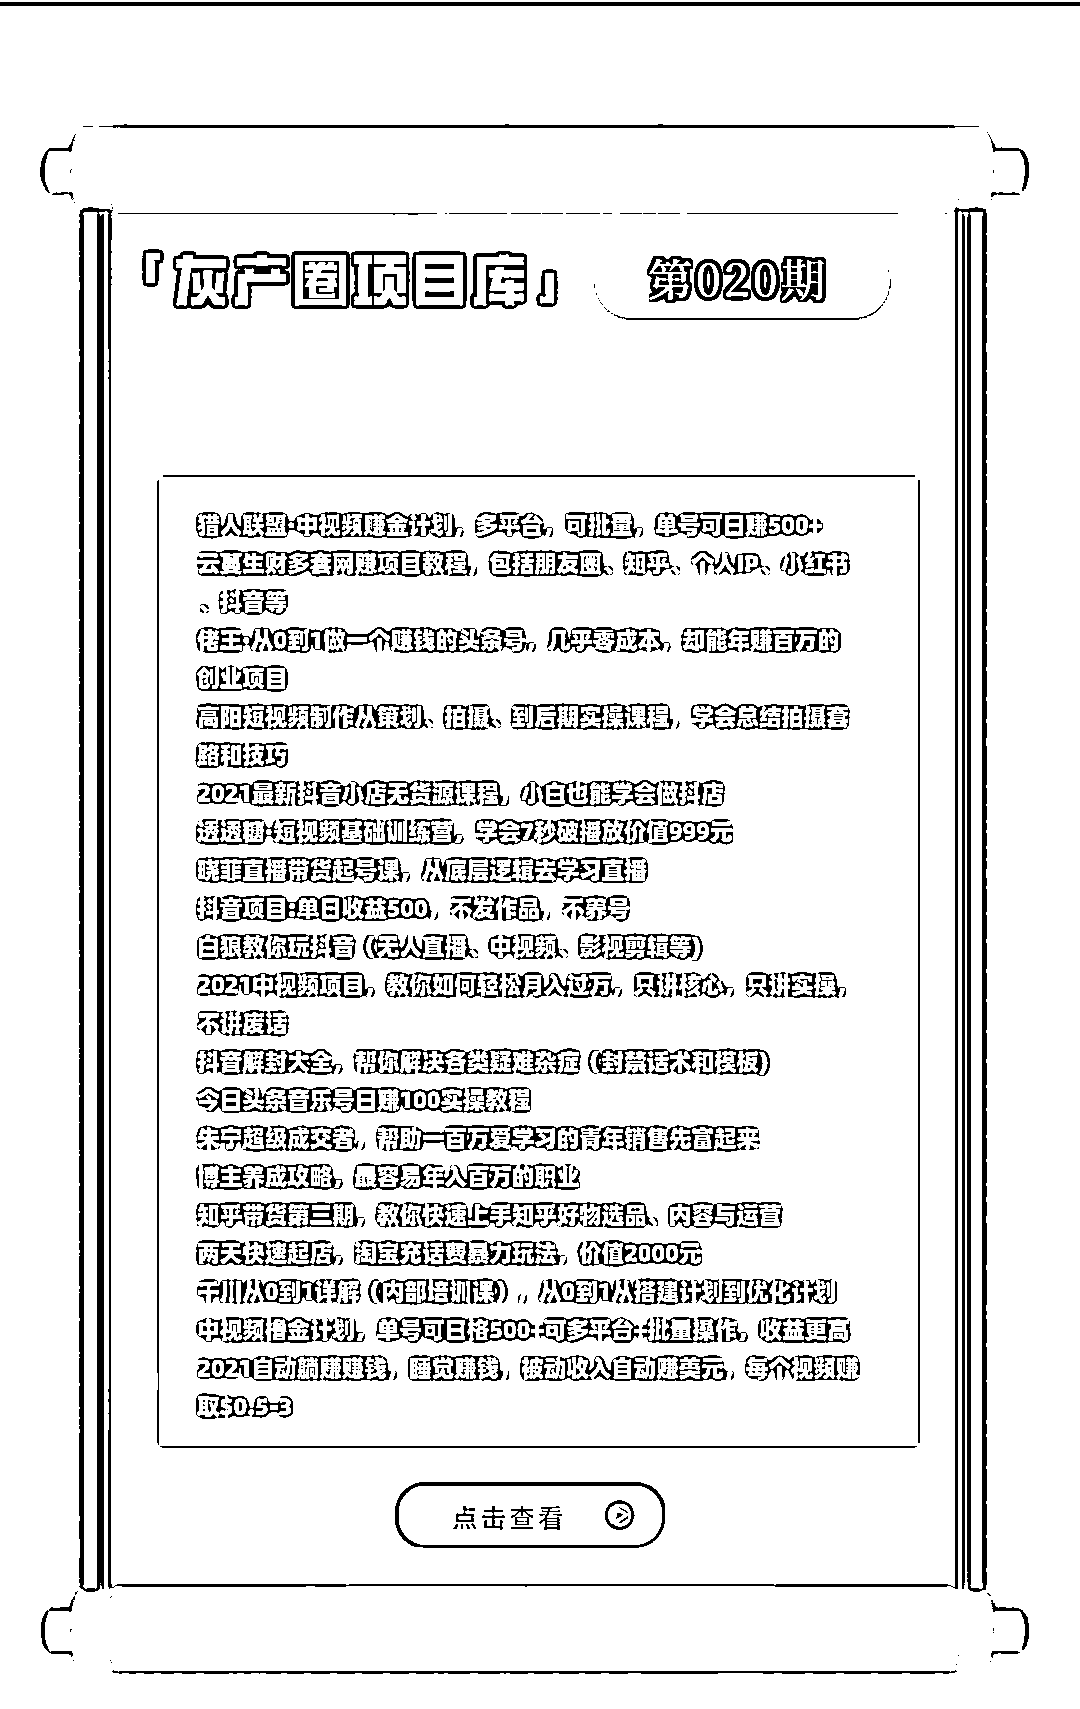 「灰产圈项目库」 第020期
猎人联盟·中视频赚金计划，多平台，可批量，单号可日赚500+
云蔓生财多套网赚项目教程，包括朋友圈、知乎、个人IP、小红书
、抖音等
佬王·从0到1做一个赚钱的头条号，几乎零成本，却能年赚百万的
创业项目
高阳短视频制作从策划、拍摄、到后期实操课程，学会总结拍摄套
路和技巧
2021最新抖音小店无货源课程，小白也能学会做抖店
透透糖·短视频基础训练营，学会7秒破播放价值999元
晓菲直播带货起号课，从底层逻辑去学习直播
抖音项目:单日收益500，不发作品，不养号
白狼教你玩抖音（无人直播、中视频、影视剪辑等）
2021中视频项目，教你如何轻松月入过万，只讲核心，只讲实操，
不讲废话
抖音解封大全，帮你解决各类疑难杂症（封禁话术和模板）
今日头条音乐号日赚100实操教程
朱宁超级成交者，帮助一百万爱学习的青年销售先富起来
博主养成攻略，最容易年入百万的职业
知乎带货第三期，教你快速上手知乎好物选品、内容与运营
两天快速起店，淘宝充话费暴力玩法，价值2000元
千川从0到1详解（内部培训课），从0到1从搭建计划到优化计划
中视频撸金计划，单号可日撸500+可多平台+批量操作，收益更高
2021自动躺赚赚钱，睡觉赚钱，被动收入自动赚美元，每个视频赚
取$0.5-3
点击查看